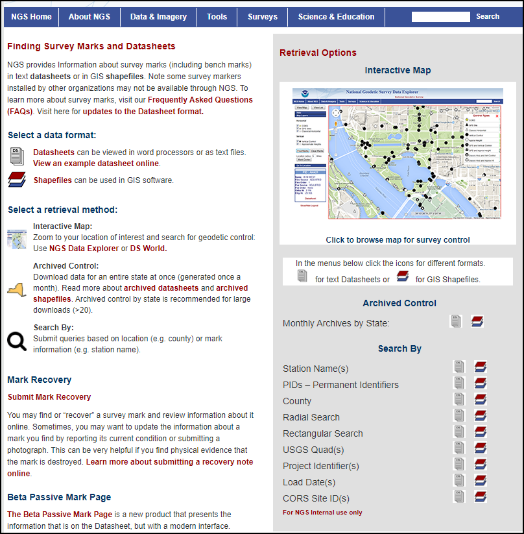 NGS Home About NGS Data & Imagery Tools Surveys Science & Education Search
Finding Survey Marks and Datasheets
NGS provides Information about survey marks (including bench marks)
in text datasheets or in GIS shapefiles. Note some survey markers
installed by other organizations may not be available through NGS. To
learn more about survey marks, visit our Frequently Asked Questions
(FAQs). Visit here for updates to the Datasheet format.
Select a data format:
Datasheets can be viewed in word processors or as text files.
View an example datasheet online.
Shapefiles can be used in GIS software.
Select a retrieval method:
Interactive Map:
Zoom to your location of interest and search for geodetic control:
Use NGS Data Explorer or DS World.
Archived Control:
Download data for an entire state at once (generated once a
month). Read more about archived datasheets and archived
shapefiles. Archived control by state is recommended for large
downloads (>20).
Search By:
Submit queries based on location (e.g. county) or mark
information (e.g. station name).
Mark Recovery
Submit Mark Recovery
You may find or "recover" a survey mark and review information about it
online. Sometimes, you may want to update the information about a
mark you find by reporting its current condition or submitting a
photograph. This can be very helpful if you find physical evidence that
the mark is destroyed. Learn more about submitting a recovery note
online.
Beta Passive Mark Page
The Beta Passive Mark Page is a new product that presents the
information that is on the Datasheet, but with a modern interface.
Retrieval Options
Interactive Map
National Geodetic Survey Data Explorer
Click to browse map for survey control
In the menus below click the icons for different formats.
for text Datasheets or for GIS Shapefiles.
Archived Control
Monthly Archives by State:
Search By
Station Name(s)
PIDs – Permanent Identifiers
County
Radial Search
Rectangular Search
USGS Quad(s)
Project Identifier(s)
Load Date(s)
CORS Site ID(s)
For NGS internal use only